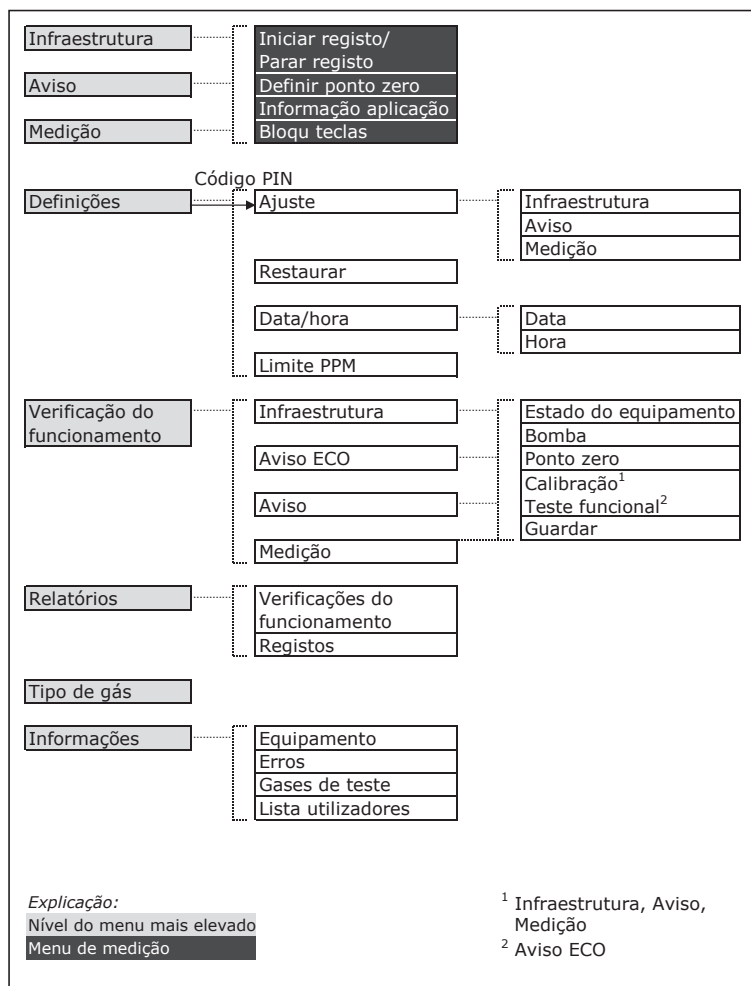 Infraestrutura
Iniciar registo/
Parar registo
Aviso
Definir ponto zero
Informação aplicação
Medição
Bloqu teclas
Código PIN
Definições
Ajuste
Infraestrutura
Aviso
Medição
Restaurar
Data/hora
Data
Hora
Limite PPM
Verificação do
funcionamento
Infraestrutura
Estado do equipamento
Bomba
Aviso ECO
Ponto zero
Calibração¹
Aviso
Teste funcional²
Guardar
Medição
Relatórios
Verificações do
funcionamento
Registos
Tipo de gás
Informações
Equipamento
Erros
Gases de teste
Lista utilizadores
Explicação:
Nível do menu mais elevado
Menu de medição
¹ Infraestrutura, Aviso,
Medição
² Aviso ECO